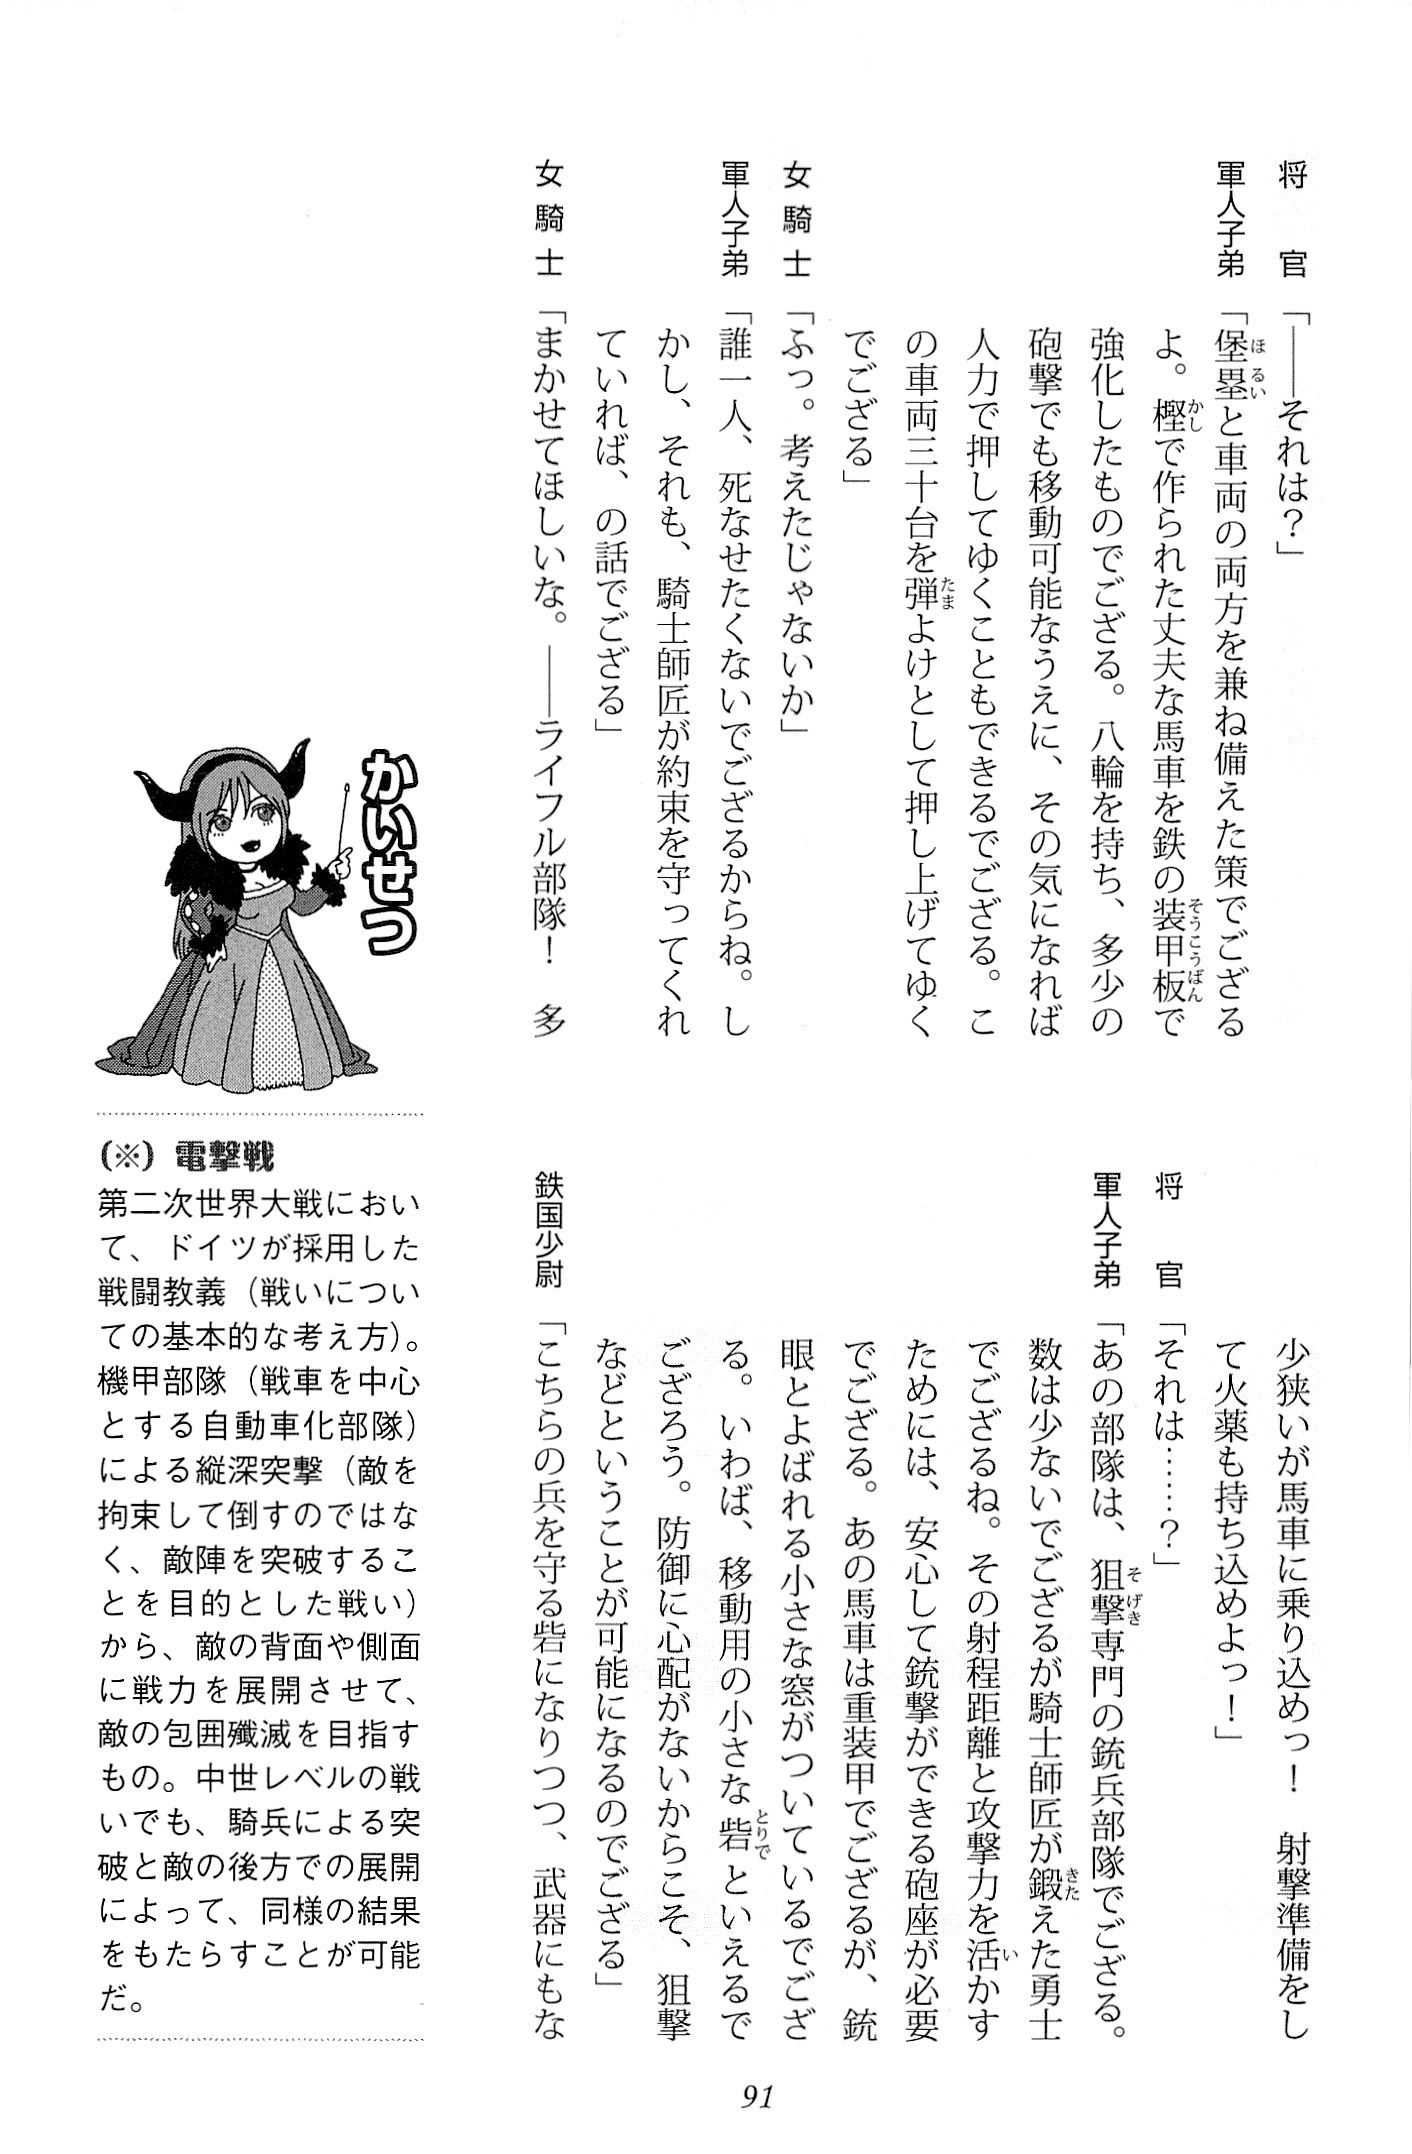 将　官「――それは？」
軍人子弟「堡塁と車両の両方を兼ね備えた策でござる
よ。樫で作られた丈夫な馬車を鉄の装甲板で
強化したものでござる。八輪を持ち、多少の
砲撃でも移動可能なうえに、その気になれば
人力で押してゆくこともできるでござる。こ
の車両三十台を弾よけとして押し上げてゆく
でござる」
女騎士「ふっ。考えたじゃないか」
軍人子弟「誰一人、死なせたくないでござるからね。し
かし、それも、騎士師匠が約束を守ってくれ
ていれば、の話でござる」
女騎士「まかせてほしいな。――ライフル部隊！　多
少狭いが馬車に乗り込めっ！　射撃準備をし
て火薬も持ち込めよっ！」
将　官「それは……？」
軍人子弟「あの部隊は、狙撃専門の銃兵部隊でござる。
数は少ないでござるが騎士師匠が鍛えた勇士
でござるね。その射程距離と攻撃力を活かす
ためには、安心して銃撃ができる砲座が必要
でござる。あの馬車は重装甲でござるが、銃
眼とよばれる小さな窓がついているでござ
る。いわば、移動用の小さな砦といえるで
ござろう。防御に心配がないからこそ、狙撃
などということが可能になるのでござる」
鉄国少尉「こちらの兵を守る砦になりつつ、武器にもな
かいせつ
（※）電撃戦
第二次世界大戦におい
て、ドイツが採用した
戦闘教義（戦いについ
ての基本的な考え方）。
機甲部隊（戦車を中心
とする自動車化部隊）
による縦深突撃（敵を
拘束して倒すのではな
く、敵陣を突破するこ
とを目的とした戦い）
から、敵の背面や側面
に戦力を展開させて、
敵の包囲殲滅を目指す
もの。中世レベルの戦
いでも、騎兵による突
破と敵の後方での展開
によって、同様の結果
をもたらすことが可能
だ。
91